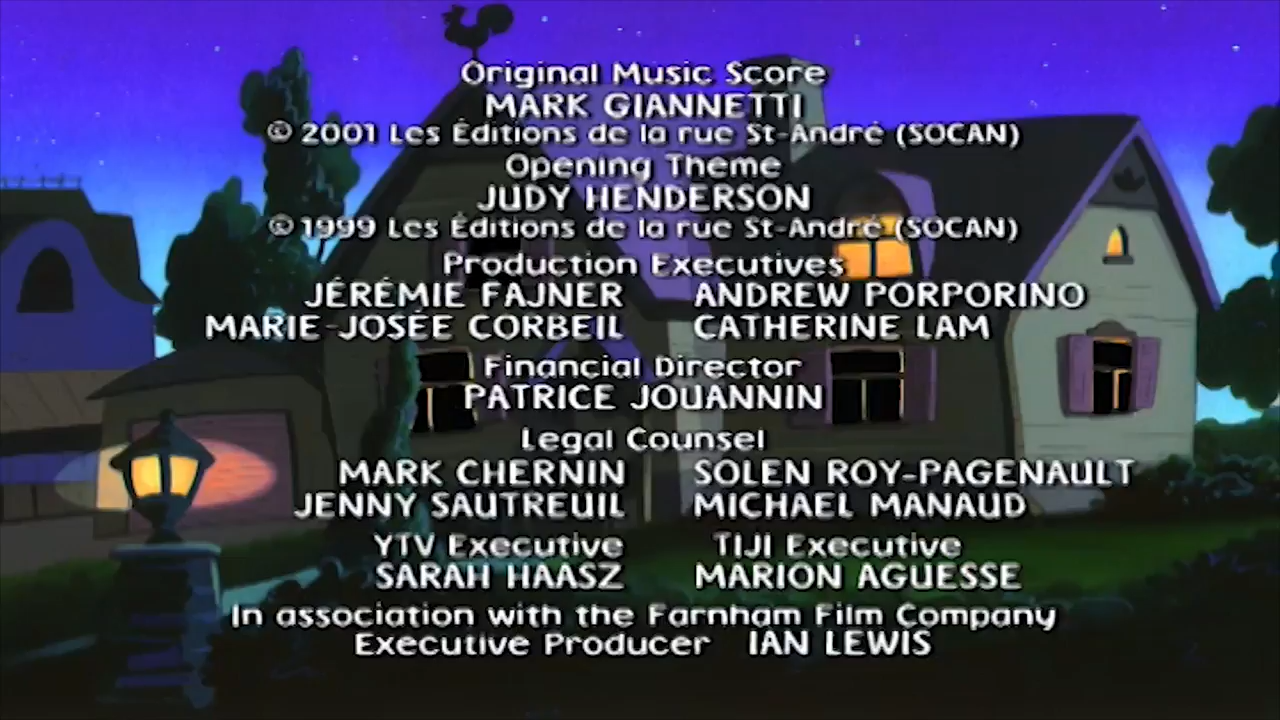 Original Music Score
MARK GIANNETTI
© 2001 Les Éditions de la rue St-André (SOCAN)
Opening Theme
JUDY HENDERSON
© 1999 Les Éditions de la rue St-André (SOCAN)
Production Executives
JÉRÉMIE FAJNER ANDREW PORPORINO
MARIE-JOSÉE CORBEIL CATHERINE LAM
Financial Director
PATRICE JOUANNIN
Legal Counsel
MARK CHERNIN SOLEN ROY-PAGENAULT
JENNY SAUTREUIL MICHAEL MANAUD
YTV Executive TIJI Executive
SARAH HAASZ MARION AGUESSE
In association with the Farnham Film Company
Executive Producer IAN LEWIS